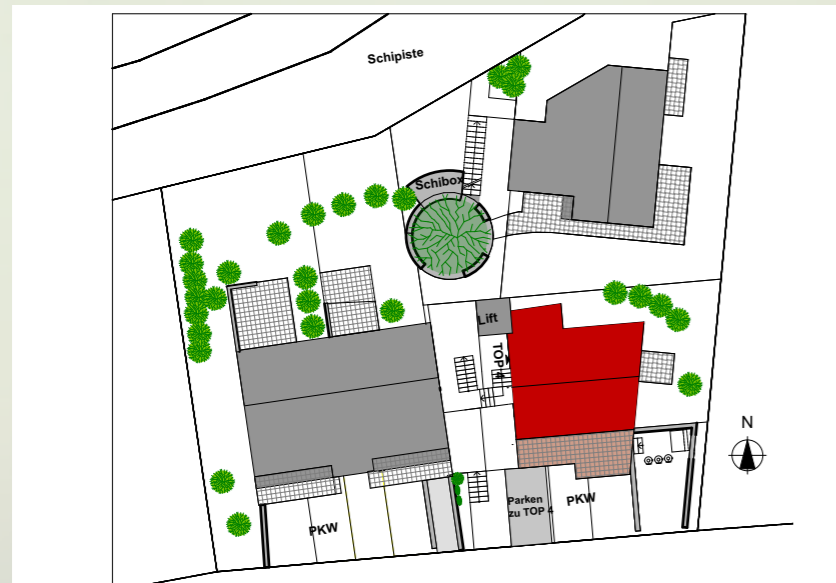 Schipiste
Schibox
Lift
TOP 4
N
Parken
zu TOP 4
PKW
PKW